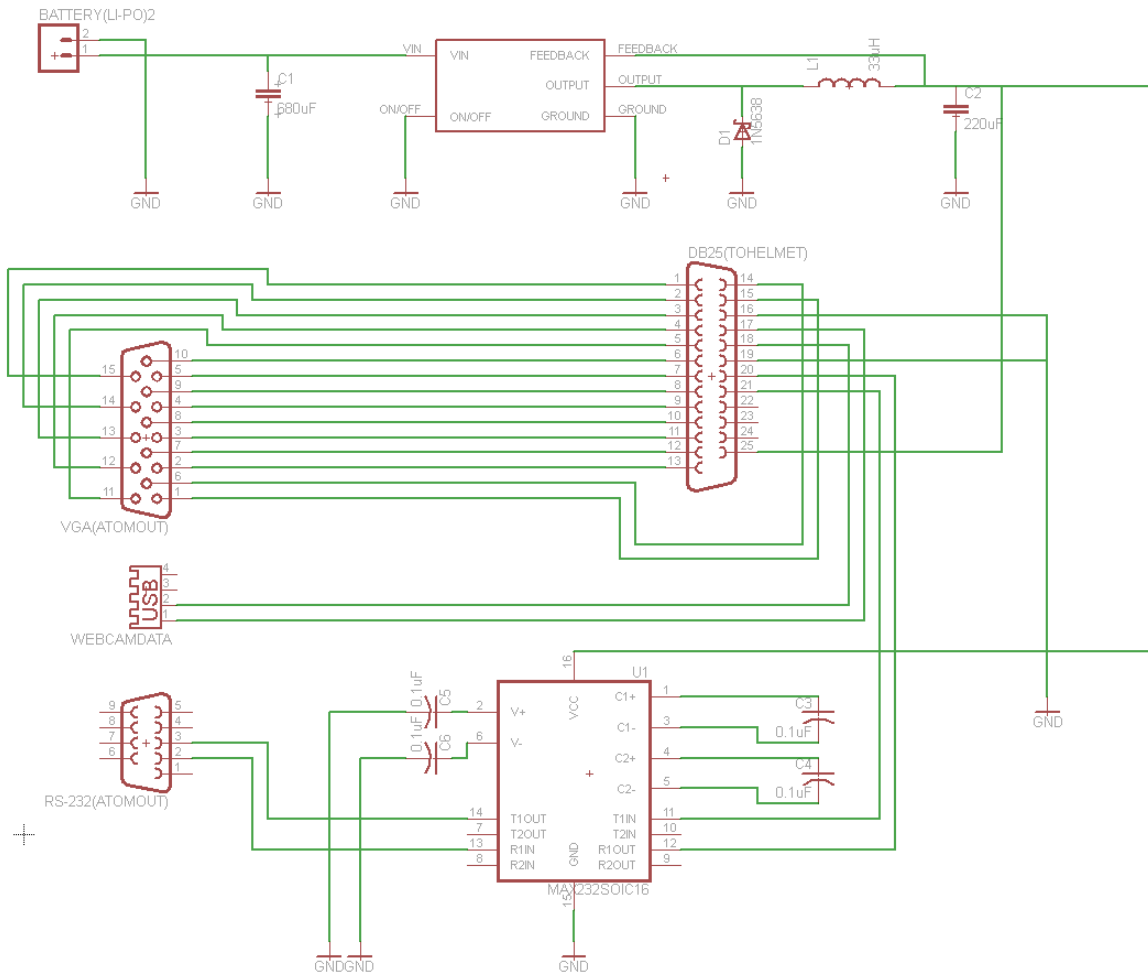 BATTERY(LI-PO)2
2
1
VIN
VIN
FEEDBACK
FEEDBACK
L1
33uH
C1
680uF
OUTPUT
OUTPUT
C2
220uF
ON/OFF
ON/OFF
GROUND
GROUND
D1
1N5638
GND
GND
GND
GND
GND
GND
DB25(TOHELMET)
1
2
3
4
5
6
7
8
9
10
11
12
13
14
15
16
17
18
19
20
21
22
23
24
25
15
14
13
12
11
10
5
9
4
8
3
7
2
6
1
VGA(ATOMOUT)
4
3
2
1
USB
WEBCAMDATA
9
8
7
6
5
4
3
2
1
RS-232(ATOMOUT)
0.1uF
C5
0.1uF
C6
16
U1
VCC
2
V+
6
V-
C1+
1
C1-
3
C2+
4
C2-
5
C3
0.1uF
C4
0.1uF
14
T1OUT
7
T2OUT
13
R1IN
8
R2IN
T1IN
11
T2IN
10
R1OUT
12
R2OUT
9
GND
15
MAX232SOIC16
GND
GND
GND
GND